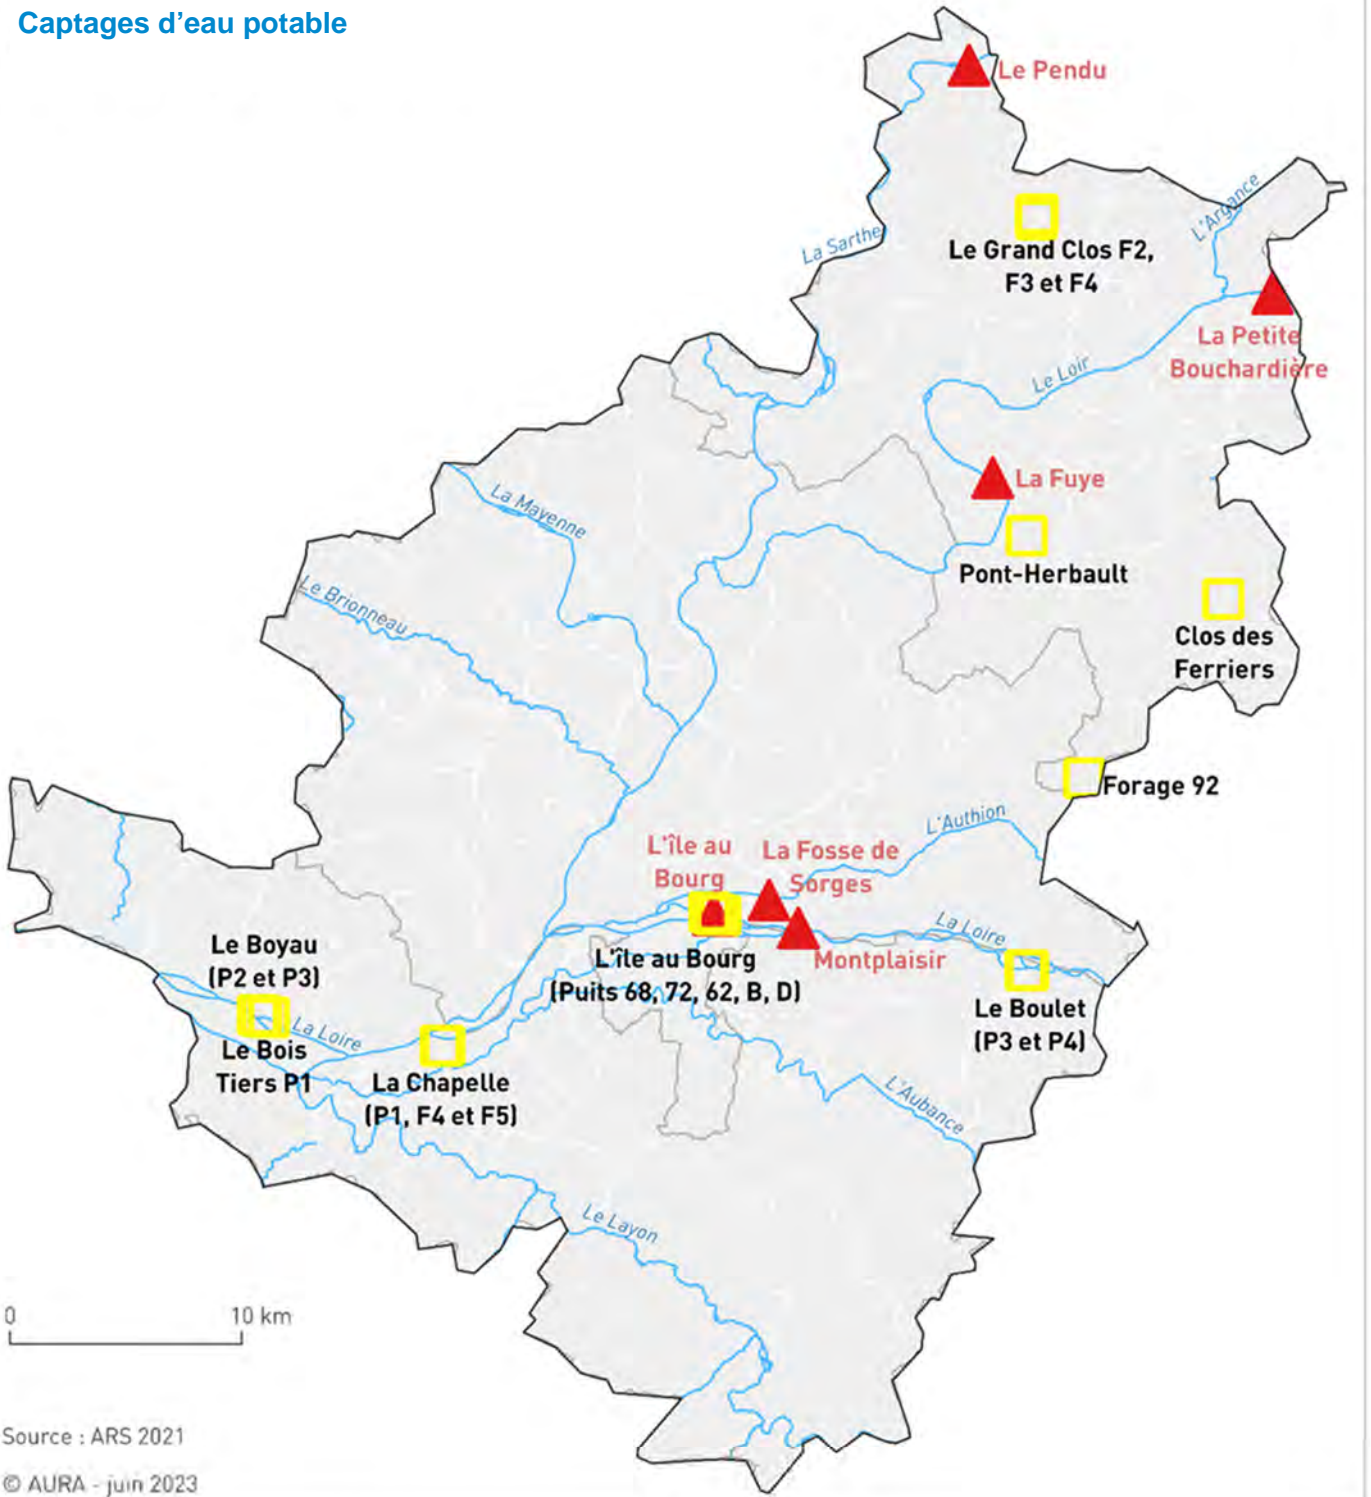 Captages d'eau potable
Le Pendu
L'Argance
La Sarthe
Le Grand Clos F2,
F3 et F4
La Petite
Bouchardière
Le Loir
La Fuye
La Mayenne
Pont-Herbault
Le Brionneau
Clos des
Ferriers
Forage 92
L'Authion
L'île au
Bourg
La Fosse de
Sorges
La Loire
Le Boyau
(P2 et P3)
L'île au Bourg
(Puits 68, 72, 62, B, D)
Montplaisir
Le Boulet
(P3 et P4)
La Loire
Le Bois
Tiers P1
La Chapelle
(P1, F4 et F5)
L'Aubance
Le Layon
0 10 km
Source : ARS 2021
© AURA - juin 2023